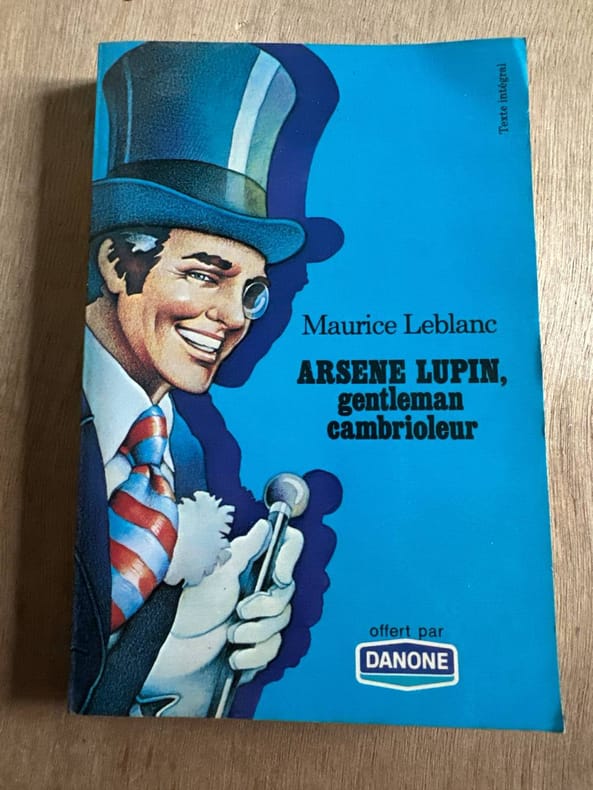 Texte intégral
Maurice Leblanc
ARSENE LUPIN,
gentleman
cambrioleur
offert par
DANONE